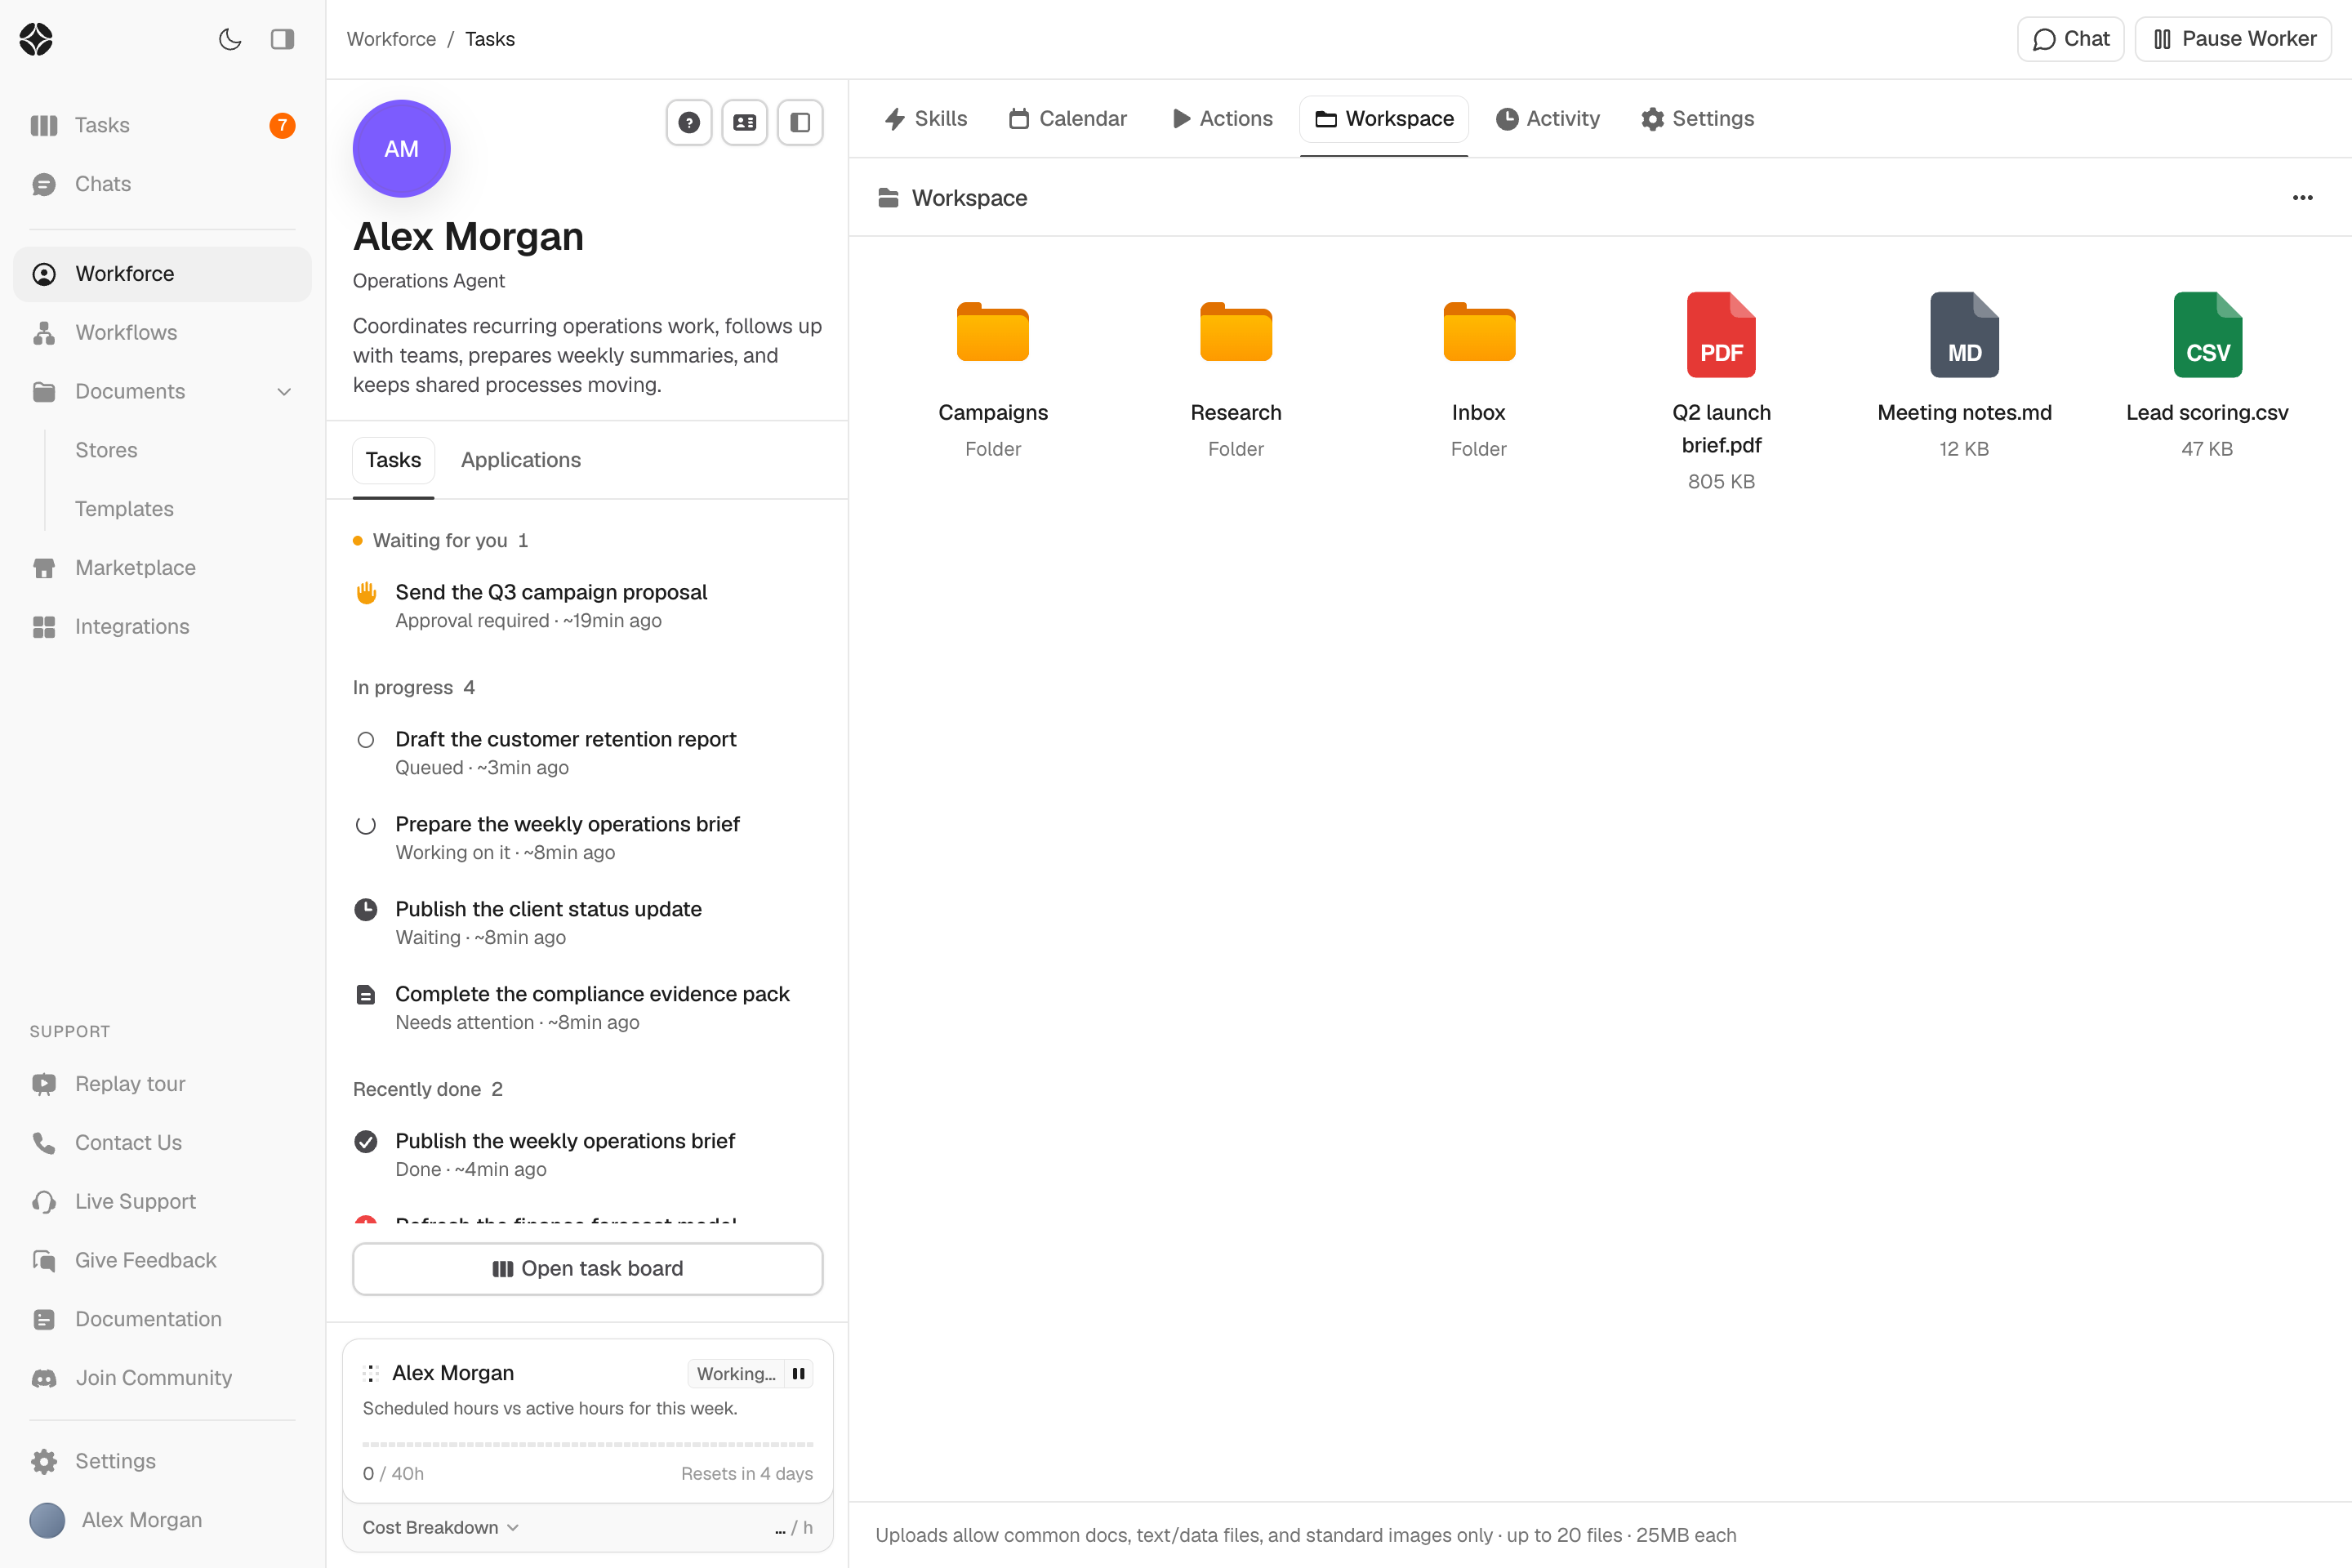 Workforce / Tasks
Chat
Pause Worker
Tasks
7
Chats
Workforce
Workflows
Documents
Stores
Templates
Marketplace
Integrations
SUPPORT
Replay tour
Contact Us
Live Support
Give Feedback
Documentation
Join Community
Settings
Alex Morgan
AM
Alex Morgan
Operations Agent
Coordinates recurring operations work, follows up
with teams, prepares weekly summaries, and
keeps shared processes moving.
Tasks
Applications
Waiting for you 1
Send the Q3 campaign proposal
Approval required · ~19min ago
In progress 4
Draft the customer retention report
Queued · ~3min ago
Prepare the weekly operations brief
Working on it · ~8min ago
Publish the client status update
Waiting · ~8min ago
Complete the compliance evidence pack
Needs attention · ~8min ago
Recently done 2
Publish the weekly operations brief
Done · ~4min ago
Refresh the finance forecast model
Open task board
Alex Morgan
Working...
Scheduled hours vs active hours for this week.
0 / 40h
Resets in 4 days
Cost Breakdown
... / h
Skills
Calendar
Actions
Workspace
Activity
Settings
Workspace
Campaigns
Folder
Research
Folder
Inbox
Folder
PDF
Q2 launch
brief.pdf
805 KB
MD
Meeting notes.md
12 KB
CSV
Lead scoring.csv
47 KB
Uploads allow common docs, text/data files, and standard images only · up to 20 files · 25MB each